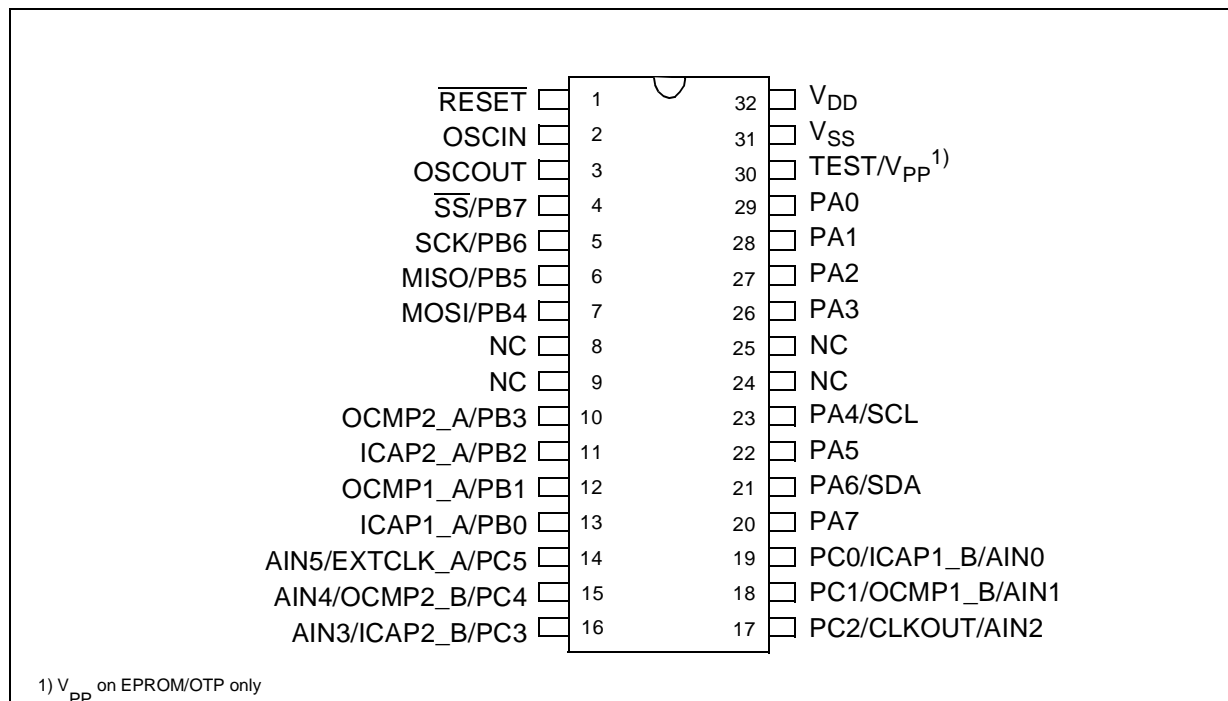 RESET 1 32 VDD
OSCIN 2 31 VSS
OSCOUT 3 30 TEST/VPP1)
SS/PB7 4 29 PA0
SCK/PB6 5 28 PA1
MISO/PB5 6 27 PA2
MOSI/PB4 7 26 PA3
NC 8 25 NC
NC 9 24 NC
OCMP2_A/PB3 10 23 PA4/SCL
ICAP2_A/PB2 11 22 PA5
OCMP1_A/PB1 12 21 PA6/SDA
ICAP1_A/PB0 13 20 PA7
AIN5/EXTCLK_A/PC5 14 19 PC0/ICAP1_B/AIN0
AIN4/OCMP2_B/PC4 15 18 PC1/OCMP1_B/AIN1
AIN3/ICAP2_B/PC3 16 17 PC2/CLKOUT/AIN2
1) VPP on EPROM/OTP only